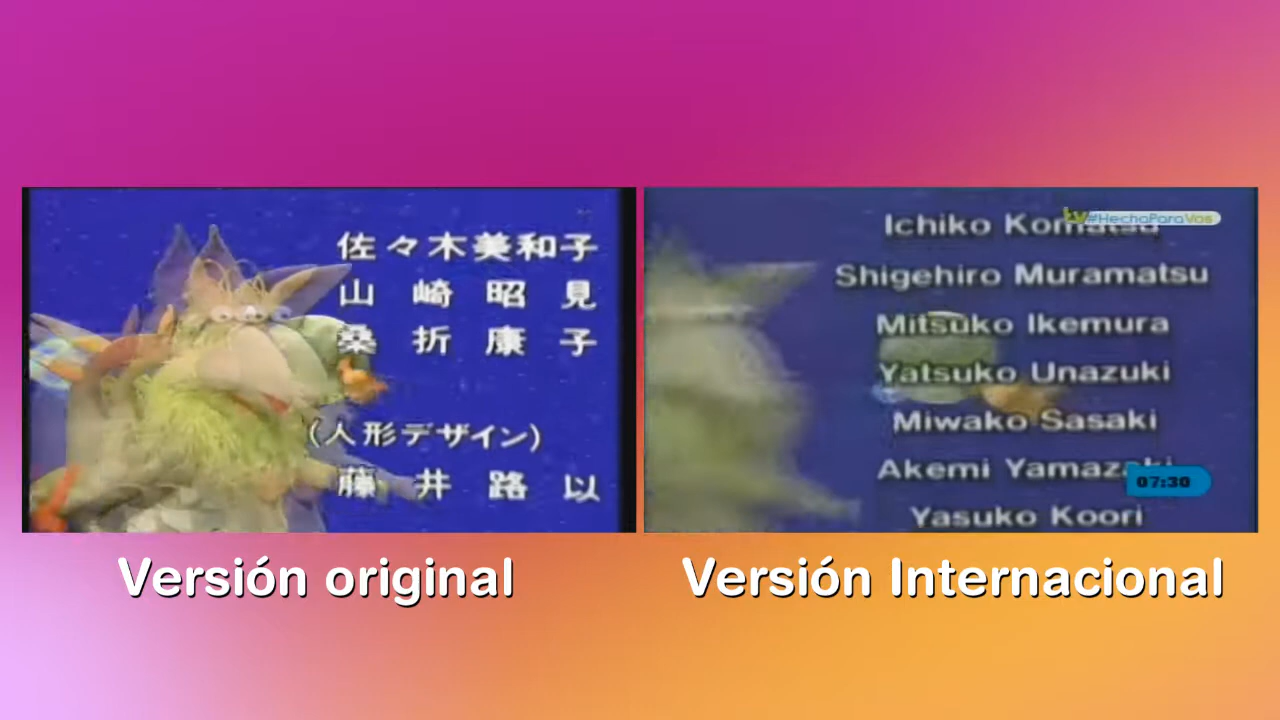 佐々木美和子
山崎昭見
桑折康子
(人形デザイン)
藤井路以
tv#HechaParaVos
Ichiko Komatsu
Shigehiro Muramatsu
Mitsuko Ikemura
Yatsuko Unazuki
Miwako Sasaki
Akemi Yamazaki
07:30
Yasuko Koori
Versión original
Versión Internacional